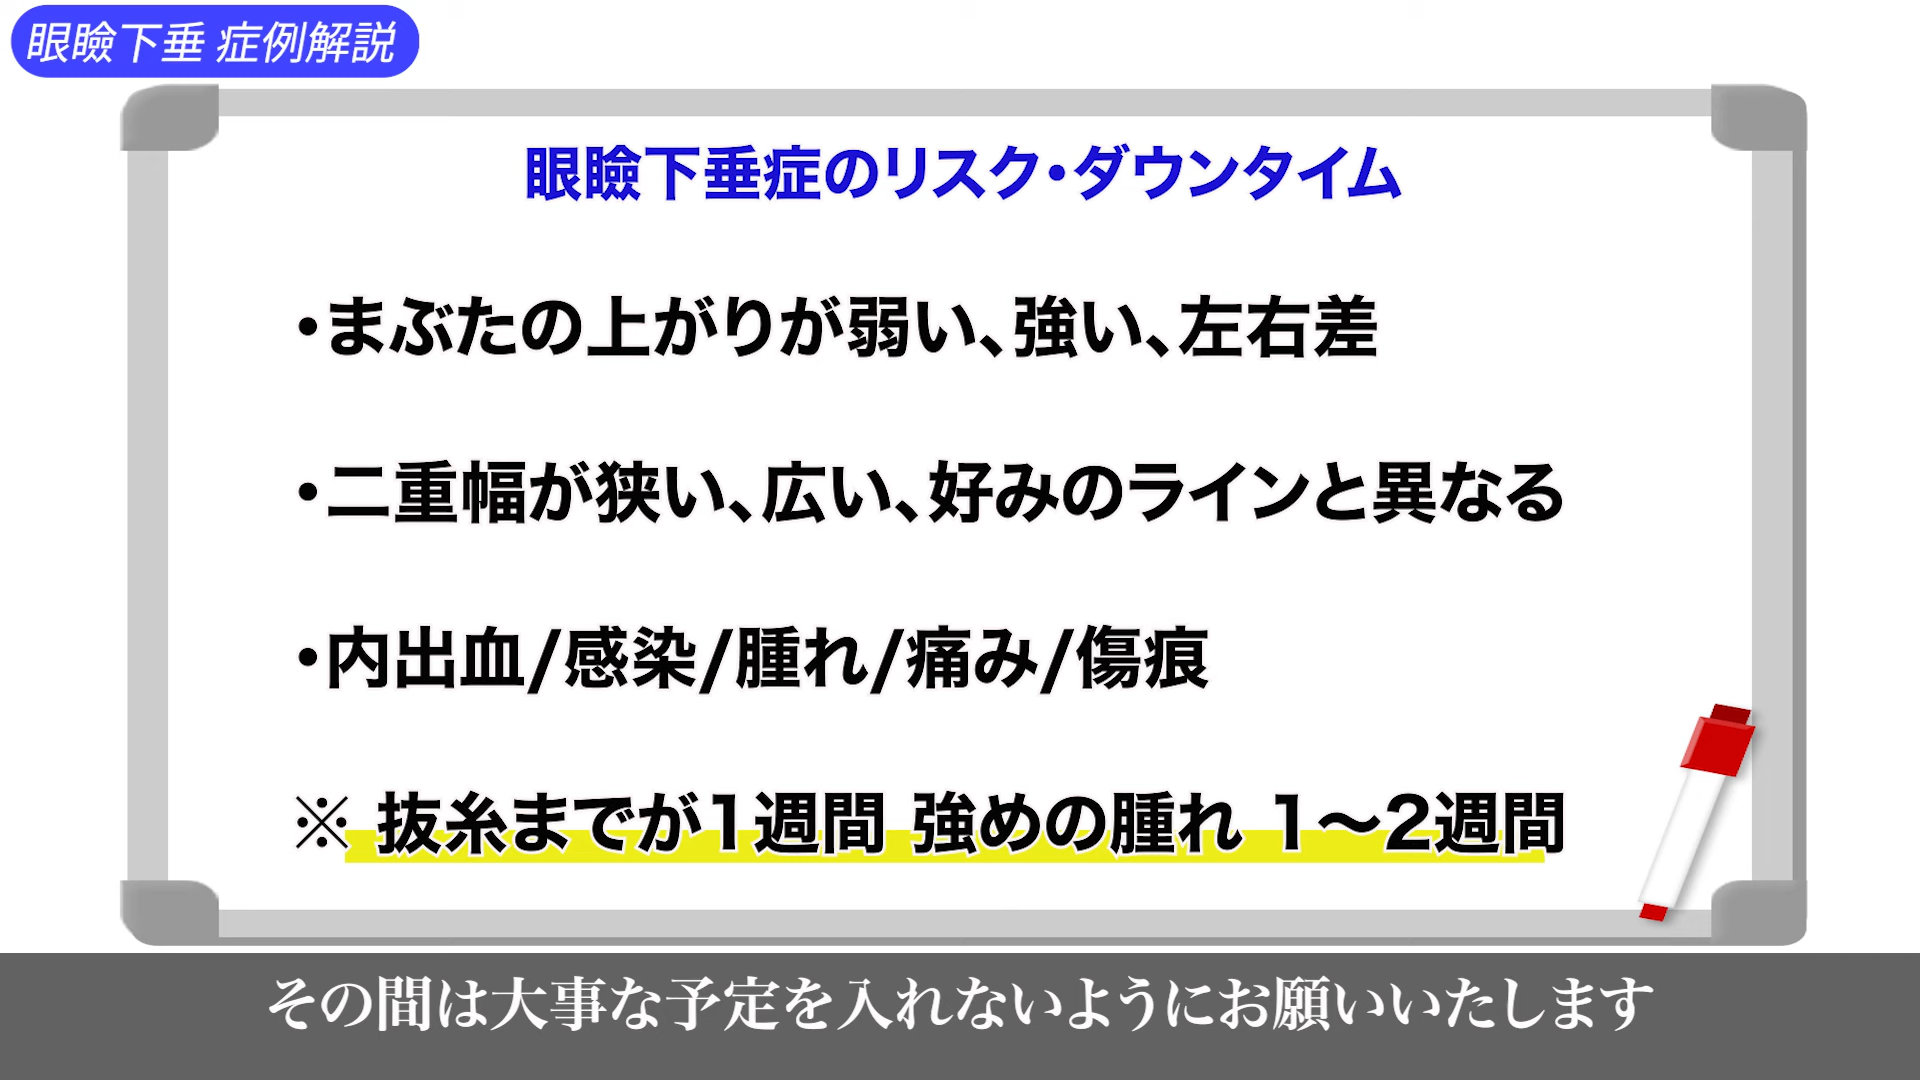 眼瞼下垂 症例解説
眼瞼下垂症のリスク・ダウンタイム
・まぶたの上がりが弱い、強い、左右差
・二重幅が狭い、広い、好みのラインと異なる
・内出血/感染/腫れ/痛み/傷痕
※ 抜糸までが1週間 強めの腫れ 1～2週間
その間は大事な予定を入れないようにお願いいたします